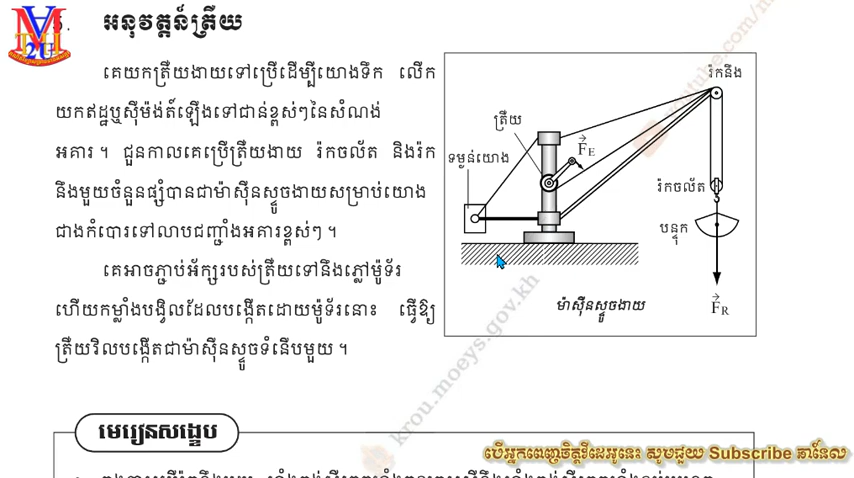 អនុវត្តន៍ត្រឺយ
គេយកត្រឺយងាយទៅប្រើដើម្បីយោងទឹក លើក
យកឥដ្ឋឬស៊ីម៉ង់ត៍ឡើងទៅជាន់ខ្ពស់ៗនៃសំណង់
អគារ ។ ជួនកាលគេប្រើត្រឺយងាយ រ៉កចល័ត និងរ៉ក
នឹងមួយចំនួនផ្សំបានជាម៉ាស៊ីនស្ទូចងាយសម្រាប់យោង
ជាងកំបោរទៅលាបជញ្ជាំងអគារខ្ពស់ៗ ។
គេអាចភ្ជាប់អ័ក្សរបស់ត្រឺយទៅនឹងភ្លៅម៉ូទ័រ
ហើយកម្លាំងបង្វិលដែលបង្កើតដោយម៉ូទ័រនោះ ធ្វើឱ្យ
ត្រឺយវិលបង្កើតជាម៉ាស៊ីនស្ទូចទំនើបមួយ ។
រ៉កនឹង
ត្រឺយ
F E
ទម្ងន់យោង
រ៉កចល័ត
បន្ទុក
ម៉ាស៊ីនស្ទូចងាយ
F R
krou.moeys.gov.kh
មេរៀនសង្ខេប
បើអ្នកពេញចិត្តវីដេអូនេះ សូមជួយ Subscribe ឆានែល